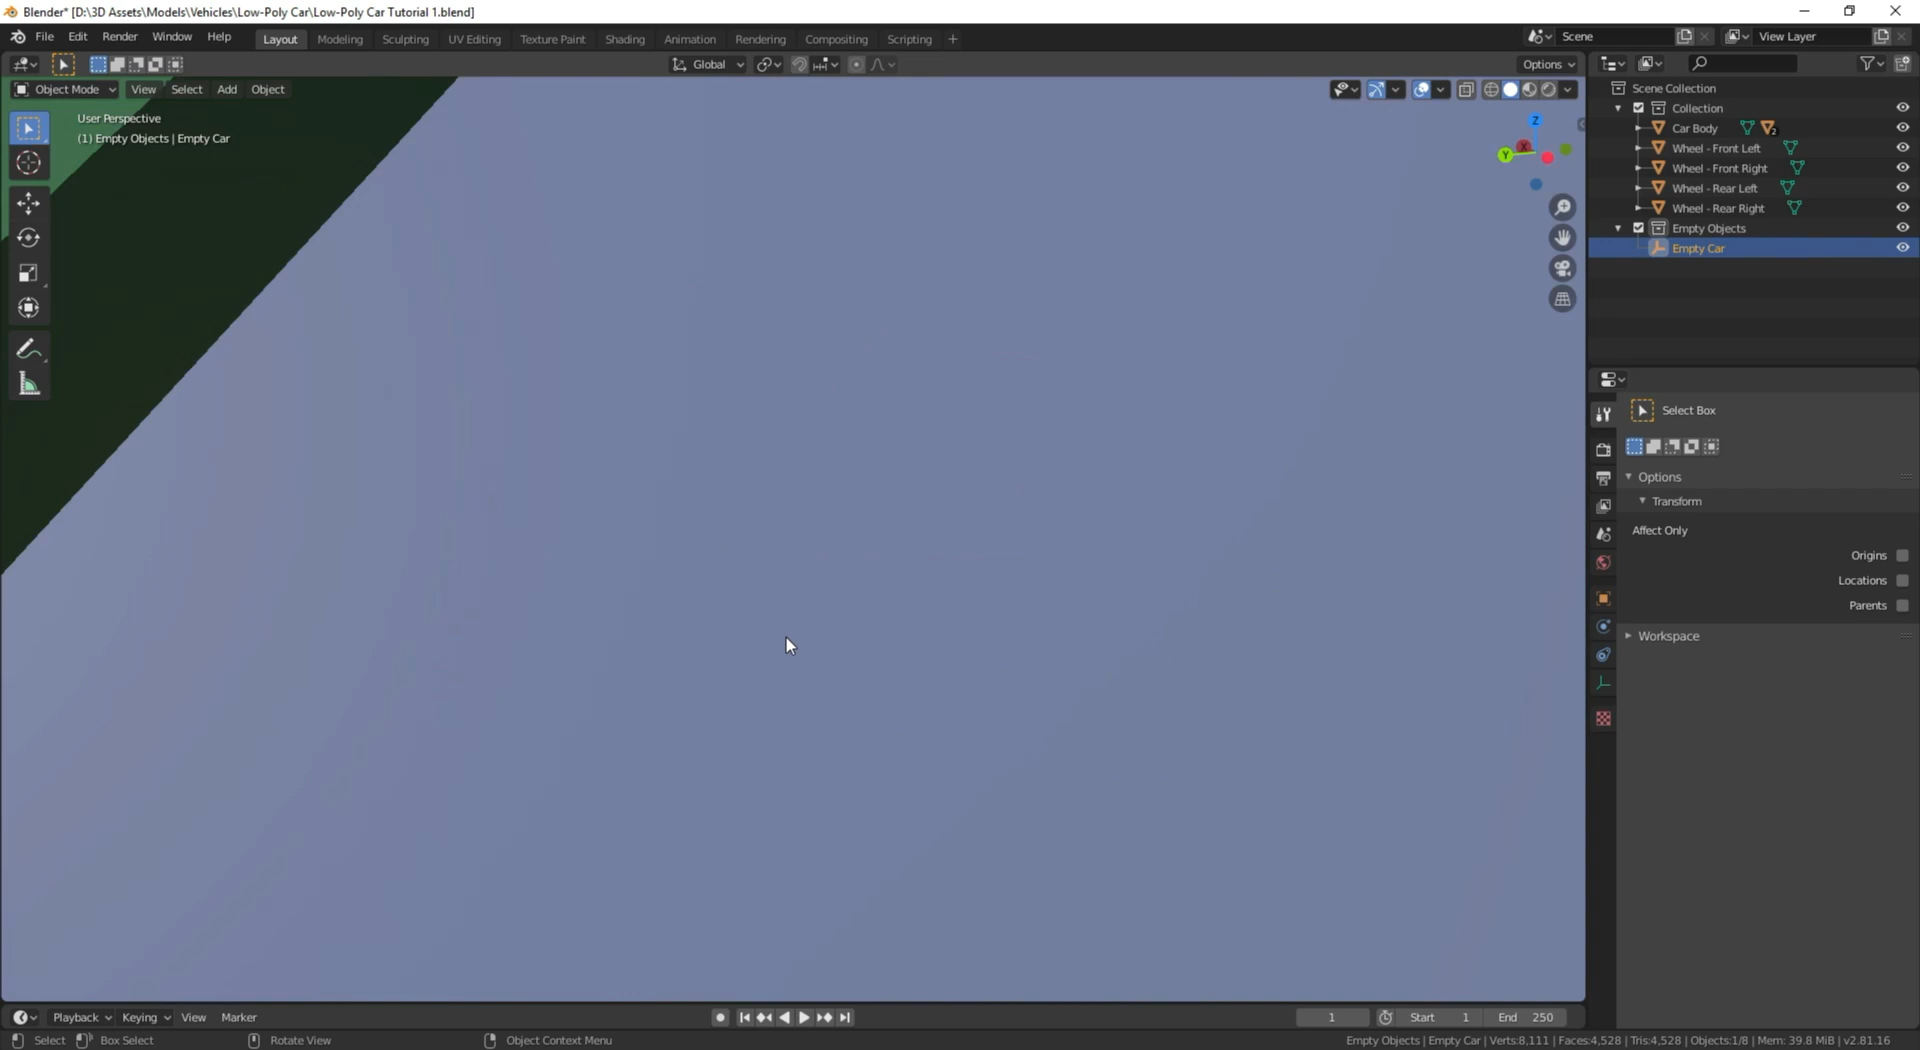 Blender* [D:\3D Assets\Models\Vehicles\Low-Poly Car\Low-Poly Car Tutorial 1.blend]
File Edit Render Window Help Layout Modeling Sculpting UV Editing Texture Paint Shading Animation Rendering Compositing Scripting + Scene View Layer
Global Options
Object Mode View Select Add Object
User Perspective
(1) Empty Objects | Empty Car
Z
X
Y
Scene Collection
Collection
Car Body 2
Wheel - Front Left
Wheel - Front Right
Wheel - Rear Left
Wheel - Rear Right
Empty Objects
Empty Car
Select Box
Options
Transform
Affect Only
Origins
Locations
Parents
Workspace
Playback Keying View Marker 1 Start 1 End 250
Select Box Select Rotate View Object Context Menu Empty Objects | Empty Car | Verts:8,111 | Faces:4,528 | Tris:4,528 | Objects:1/8 | Mem: 39.8 MiB | v2.81.16